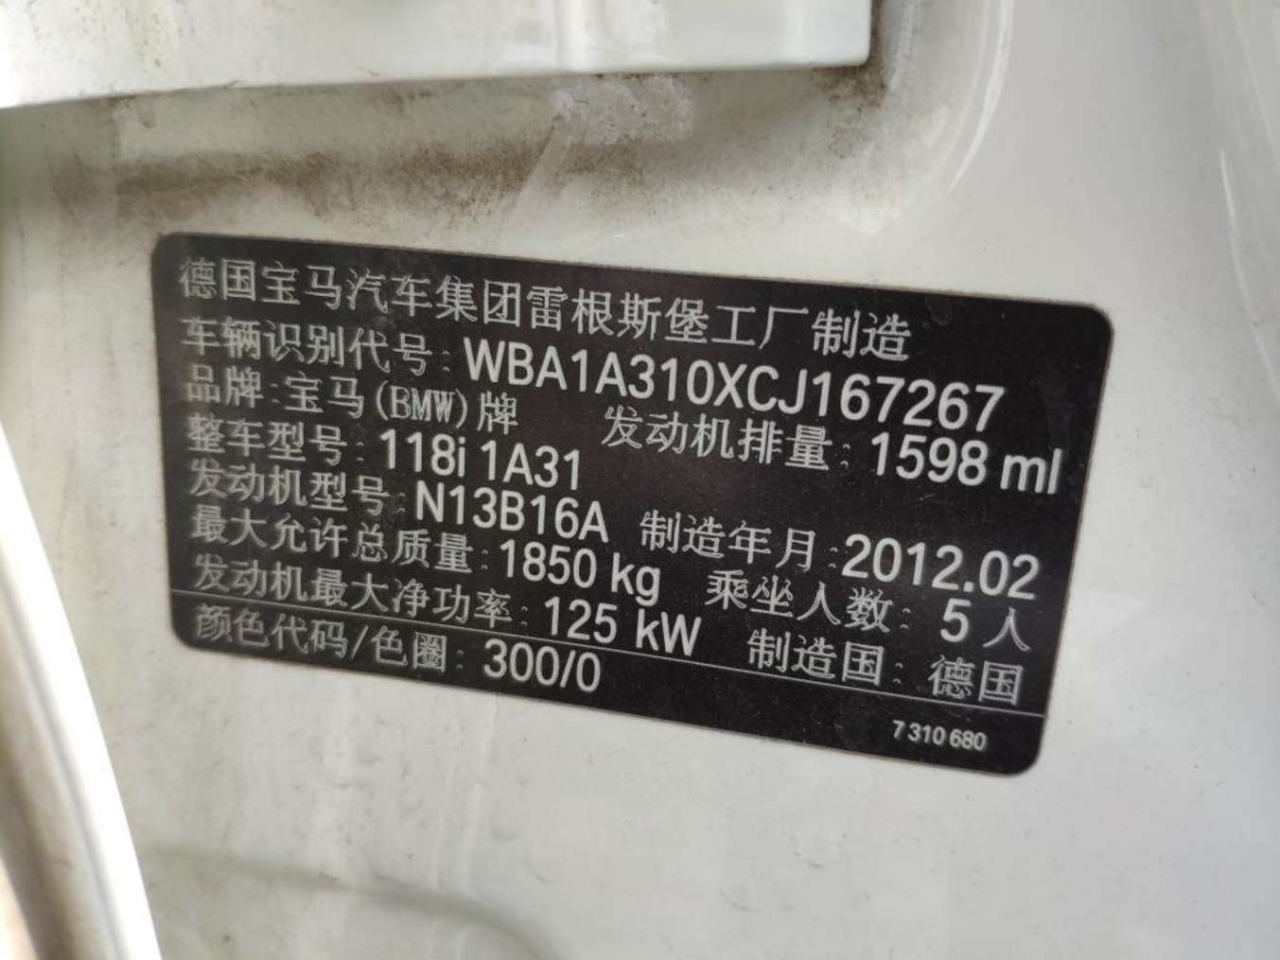 德国宝马汽车集团雷根斯堡工厂制造
车辆识别代号: WBA1A310XCJ167267
品牌:宝马(BMW)牌 发动机排量: 1598 ml
整车型号: 118i 1A31
发动机型号: N13B16A 制造年月:2012.02
最大允许总质量: 1850 kg 乘坐人数: 5 人
发动机最大净功率: 125 kW 制造国: 德国
颜色代码/色圈: 300/0
7 310 680